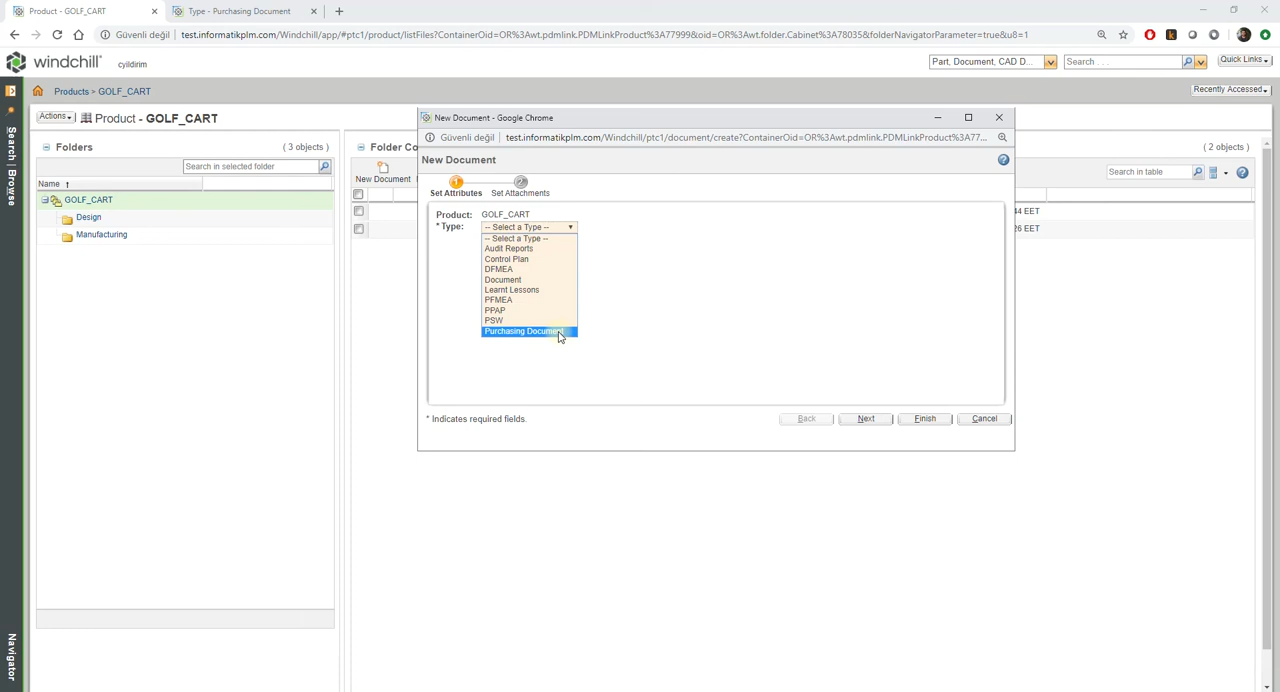 Product - GOLF_CART
Type - Purchasing Document
Güvenli değil
test.informatikplm.com/Windchill/app/#ptc1/product/listFiles?ContainerOid=OR%3Awt.pdmlink.PDMLinkProduct%3A77999&oid=OR%3Awt.folder.Cabinet%3A78035&folderNavigatorParameter=true&u8=1
windchill
cyildirim
Part, Document, CAD D...
Search . . .
Quick Links
Products > GOLF_CART
Recently Accessed
Actions
Product - GOLF_CART
Search | Browse
Navigator
Folders
( 3 objects )
Search in selected folder
Name ↑
GOLF_CART
Design
Manufacturing
Folder Co
( 2 objects )
New Document
Search in table
44 EET
26 EET
New Document - Google Chrome
Güvenli değil
test.informatikplm.com/Windchill/ptc1/document/create?ContainerOid=OR%3Awt.pdmlink.PDMLinkProduct%3A77...
New Document
1
2
Set Attributes
Set Attachments
Product: GOLF_CART
* Type: -- Select a Type --
-- Select a Type --
Audit Reports
Control Plan
DFMEA
Document
Learnt Lessons
PFMEA
PPAP
PSW
Purchasing Document
* Indicates required fields.
Back
Next
Finish
Cancel